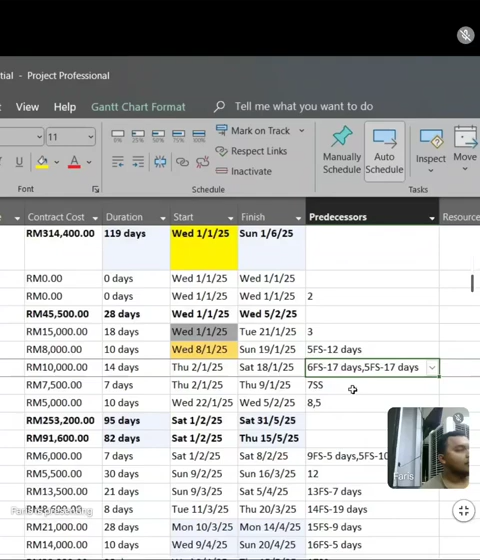 tial - Project Professional
View Help Gantt Chart Format Tell me what you want to do
11
0% 25% 50% 75% 100%
Mark on Track
Respect Links
Inactivate
Manually Schedule
Auto Schedule
Inspect
Move
U A
Font Schedule Tasks
Contract Cost Duration Start Finish Predecessors Resource
RM314,400.00 119 days Wed 1/1/25 Sun 1/6/25
RM0.00 0 days Wed 1/1/25 Wed 1/1/25
RM0.00 0 days Wed 1/1/25 Wed 1/1/25 2
RM45,500.00 28 days Wed 1/1/25 Wed 5/2/25
RM15,000.00 18 days Wed 1/1/25 Tue 21/1/25 3
RM8,000.00 10 days Wed 8/1/25 Sun 19/1/25 5FS-12 days
RM10,000.00 14 days Thu 2/1/25 Sat 18/1/25 6FS-17 days,5FS-17 days
RM7,500.00 7 days Thu 2/1/25 Thu 9/1/25 7SS
RM5,000.00 10 days Wed 22/1/25 Wed 5/2/25 8,5
RM253,200.00 95 days Sat 1/2/25 Sat 31/5/25
RM91,600.00 82 days Sat 1/2/25 Thu 15/5/25
RM6,000.00 7 days Sat 1/2/25 Sat 8/2/25 9FS-5 days,5FS-10
RM5,500.00 30 days Sun 9/2/25 Sun 16/3/25 12
RM13,500.00 21 days Sun 9/3/25 Sat 5/4/25 13FS-7 days
RM8,600.00 8 days Tue 11/3/25 Thu 20/3/25 14FS-19 days
RM21,000.00 28 days Mon 10/3/25 Mon 14/4/25 15FS-9 days
RM14,000.00 10 days Wed 9/4/25 Sun 20/4/25 16FS-5 days
Faris
Faris is presenting